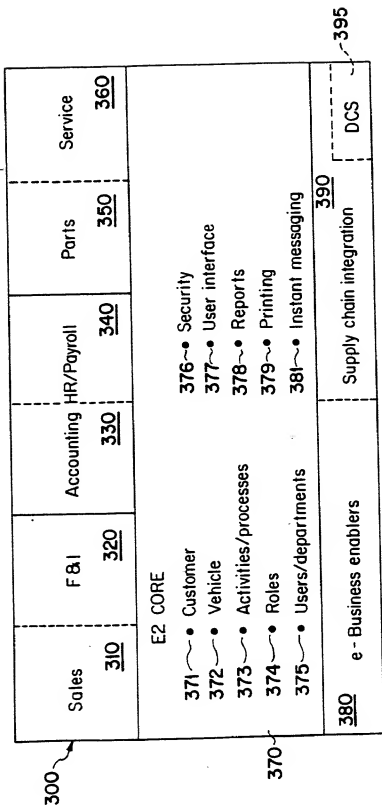 300
Sales
310
F&I
320
Accounting
330
HR/Payroll
340
Parts
350
Service
360
370
E2 CORE
371 • Customer
372 • Vehicle
373 • Activities/processes
374 • Roles
375 • Users/departments
376 • Security
377 • User interface
378 • Reports
379 • Printing
381 • Instant messaging
380
e-Business enablers
Supply chain integration
390
DCS
395